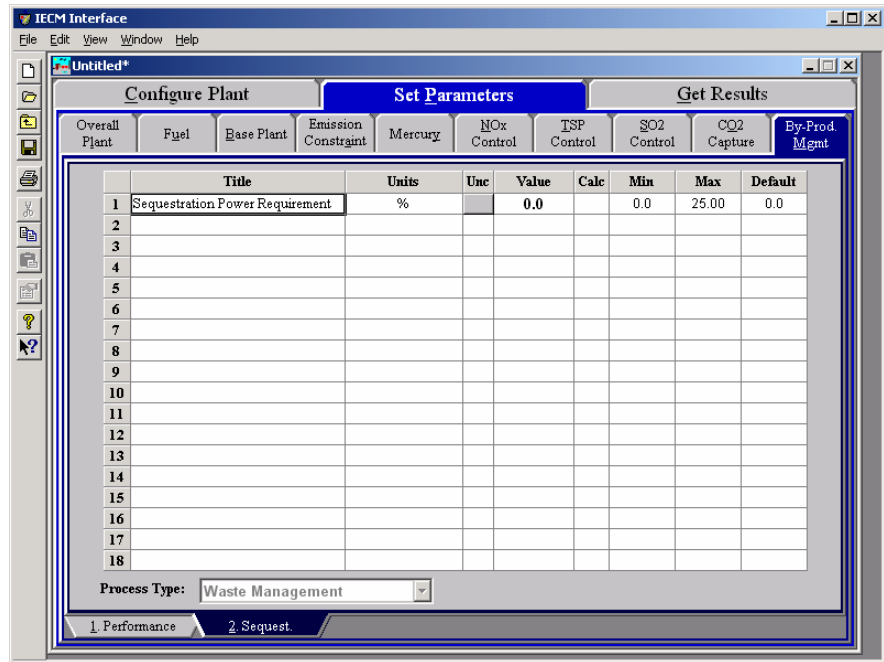 IECM Interface
File Edit View Window Help
Untitled*
Configure Plant Set Parameters Get Results
Overall Plant Fuel Base Plant Emission Constraint Mercury NOx Control TSP Control SO2 Control CO2 Capture By-Prod. Mgmt
Title Units Unc Value Calc Min Max Default
1 Sequestration Power Requirement % 0.0 0.0 25.00 0.0
2
3
4
5
6
7
8
9
10
11
12
13
14
15
16
17
18
Process Type: Waste Management
1. Performance 2. Sequest.